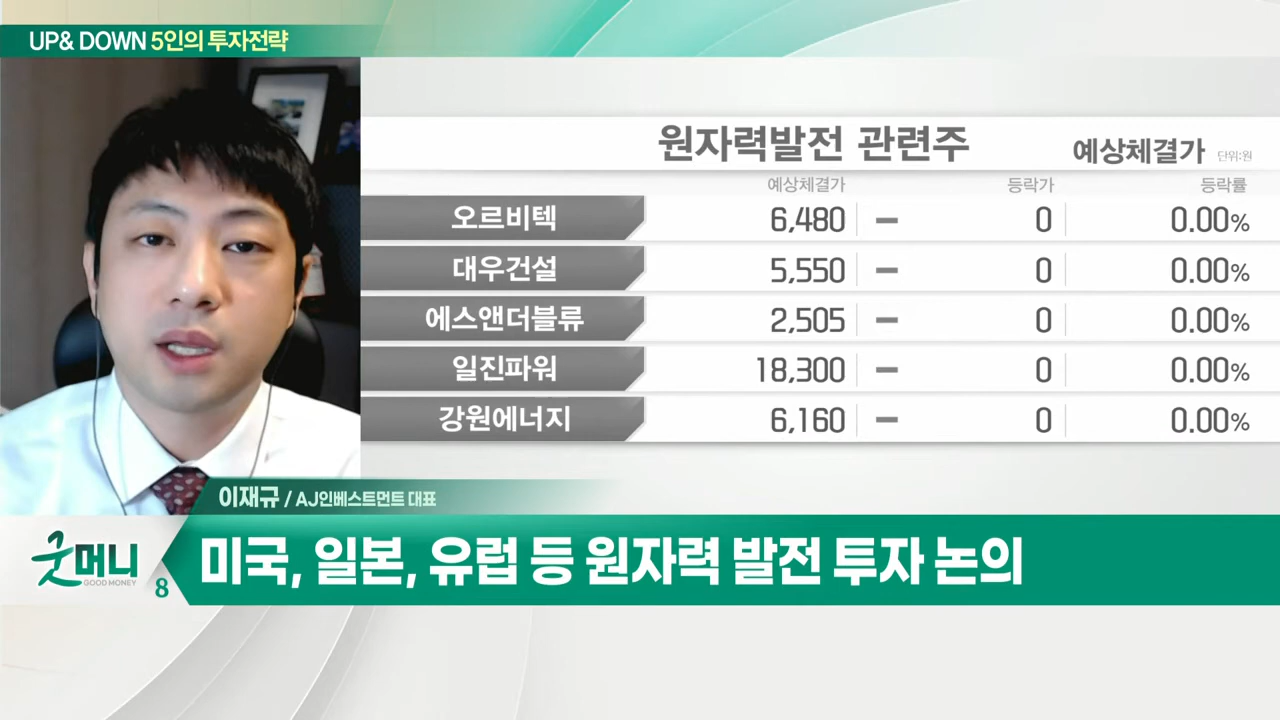 UP& DOWN 5인의 투자전략
원자력발전 관련주 예상체결가 단위:원
예상체결가 등락가 등락률
오르비텍 6,480 - 0 0.00%
대우건설 5,550 - 0 0.00%
에스앤더블류 2,505 - 0 0.00%
일진파워 18,300 - 0 0.00%
강원에너지 6,160 - 0 0.00%
이재규 / AJ인베스트먼트 대표
굿머니
GOOD MONEY
8
미국, 일본, 유럽 등 원자력 발전 투자 논의